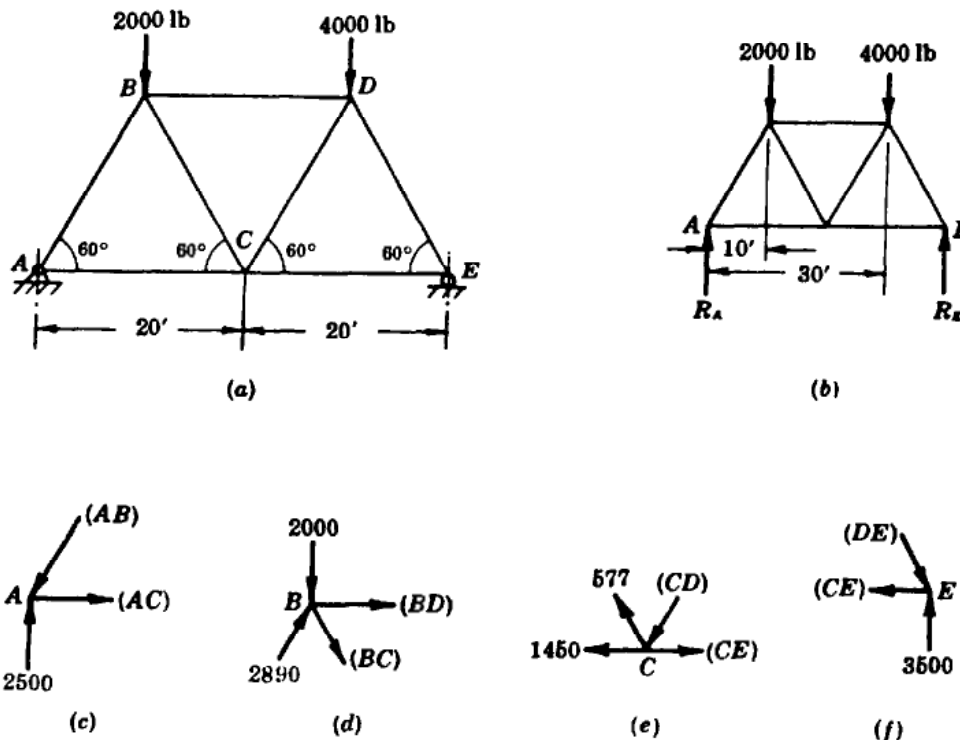 2000 lb 4000 lb
B D
60° 60° C 60° 60°
A E
20' 20'
(a)
2000 lb 4000 lb
A
10'
30'
R_A R_E
(b)
(AB)
A (AC)
2500
(c)
2000
B (BD)
(BC)
2890
(d)
577 (CD)
1450 (CE)
C
(e)
(DE)
(CE) E
3500
(f)